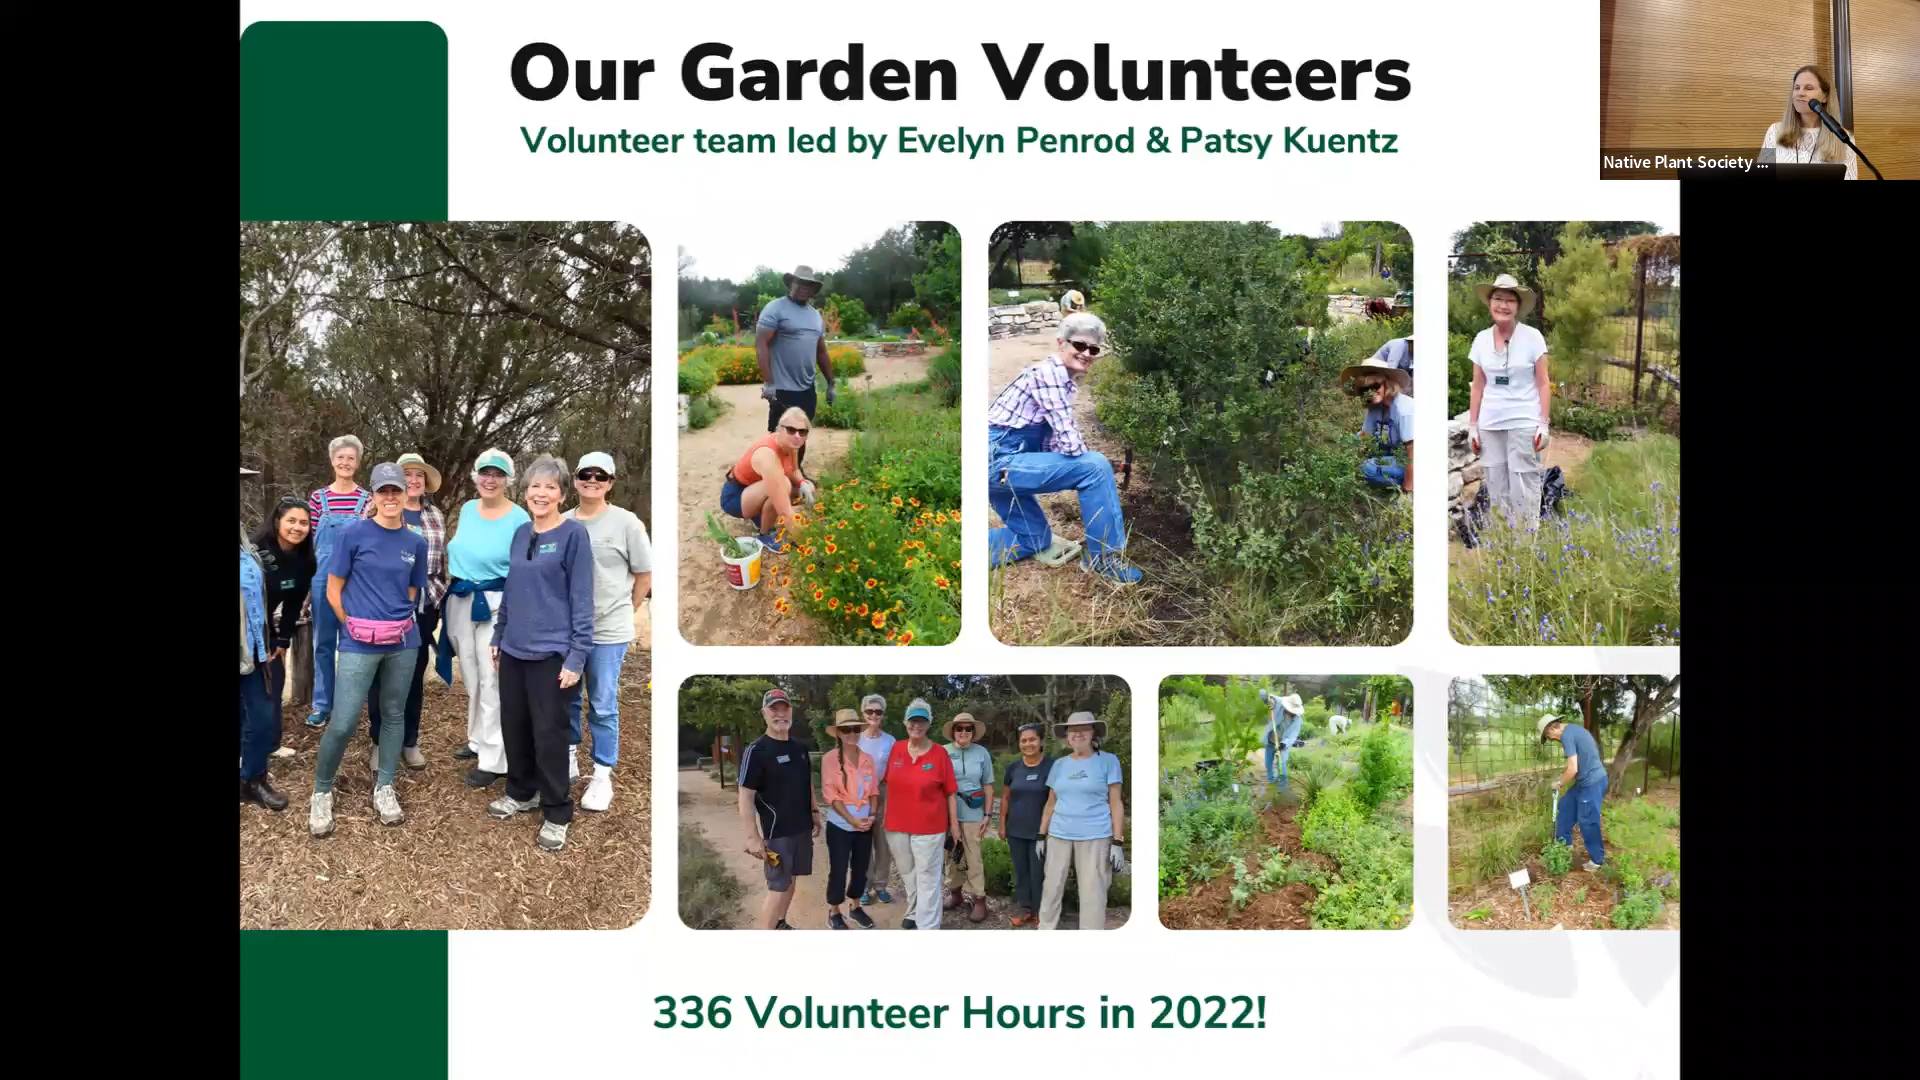 Our Garden Volunteers
Volunteer team led by Evelyn Penrod & Patsy Kuentz
Native Plant Society ...
336 Volunteer Hours in 2022!